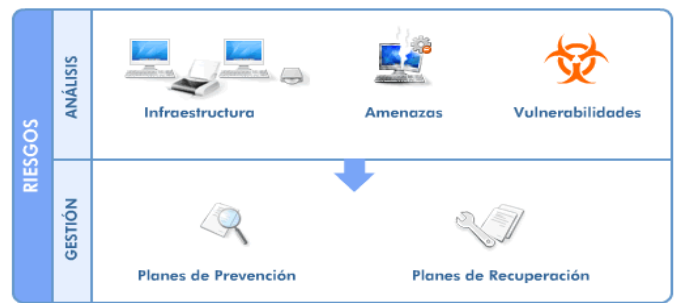 RIESGOS
ANÁLISIS
Infraestructura
Amenazas
Vulnerabilidades
GESTIÓN
Planes de Prevención
Planes de Recuperación